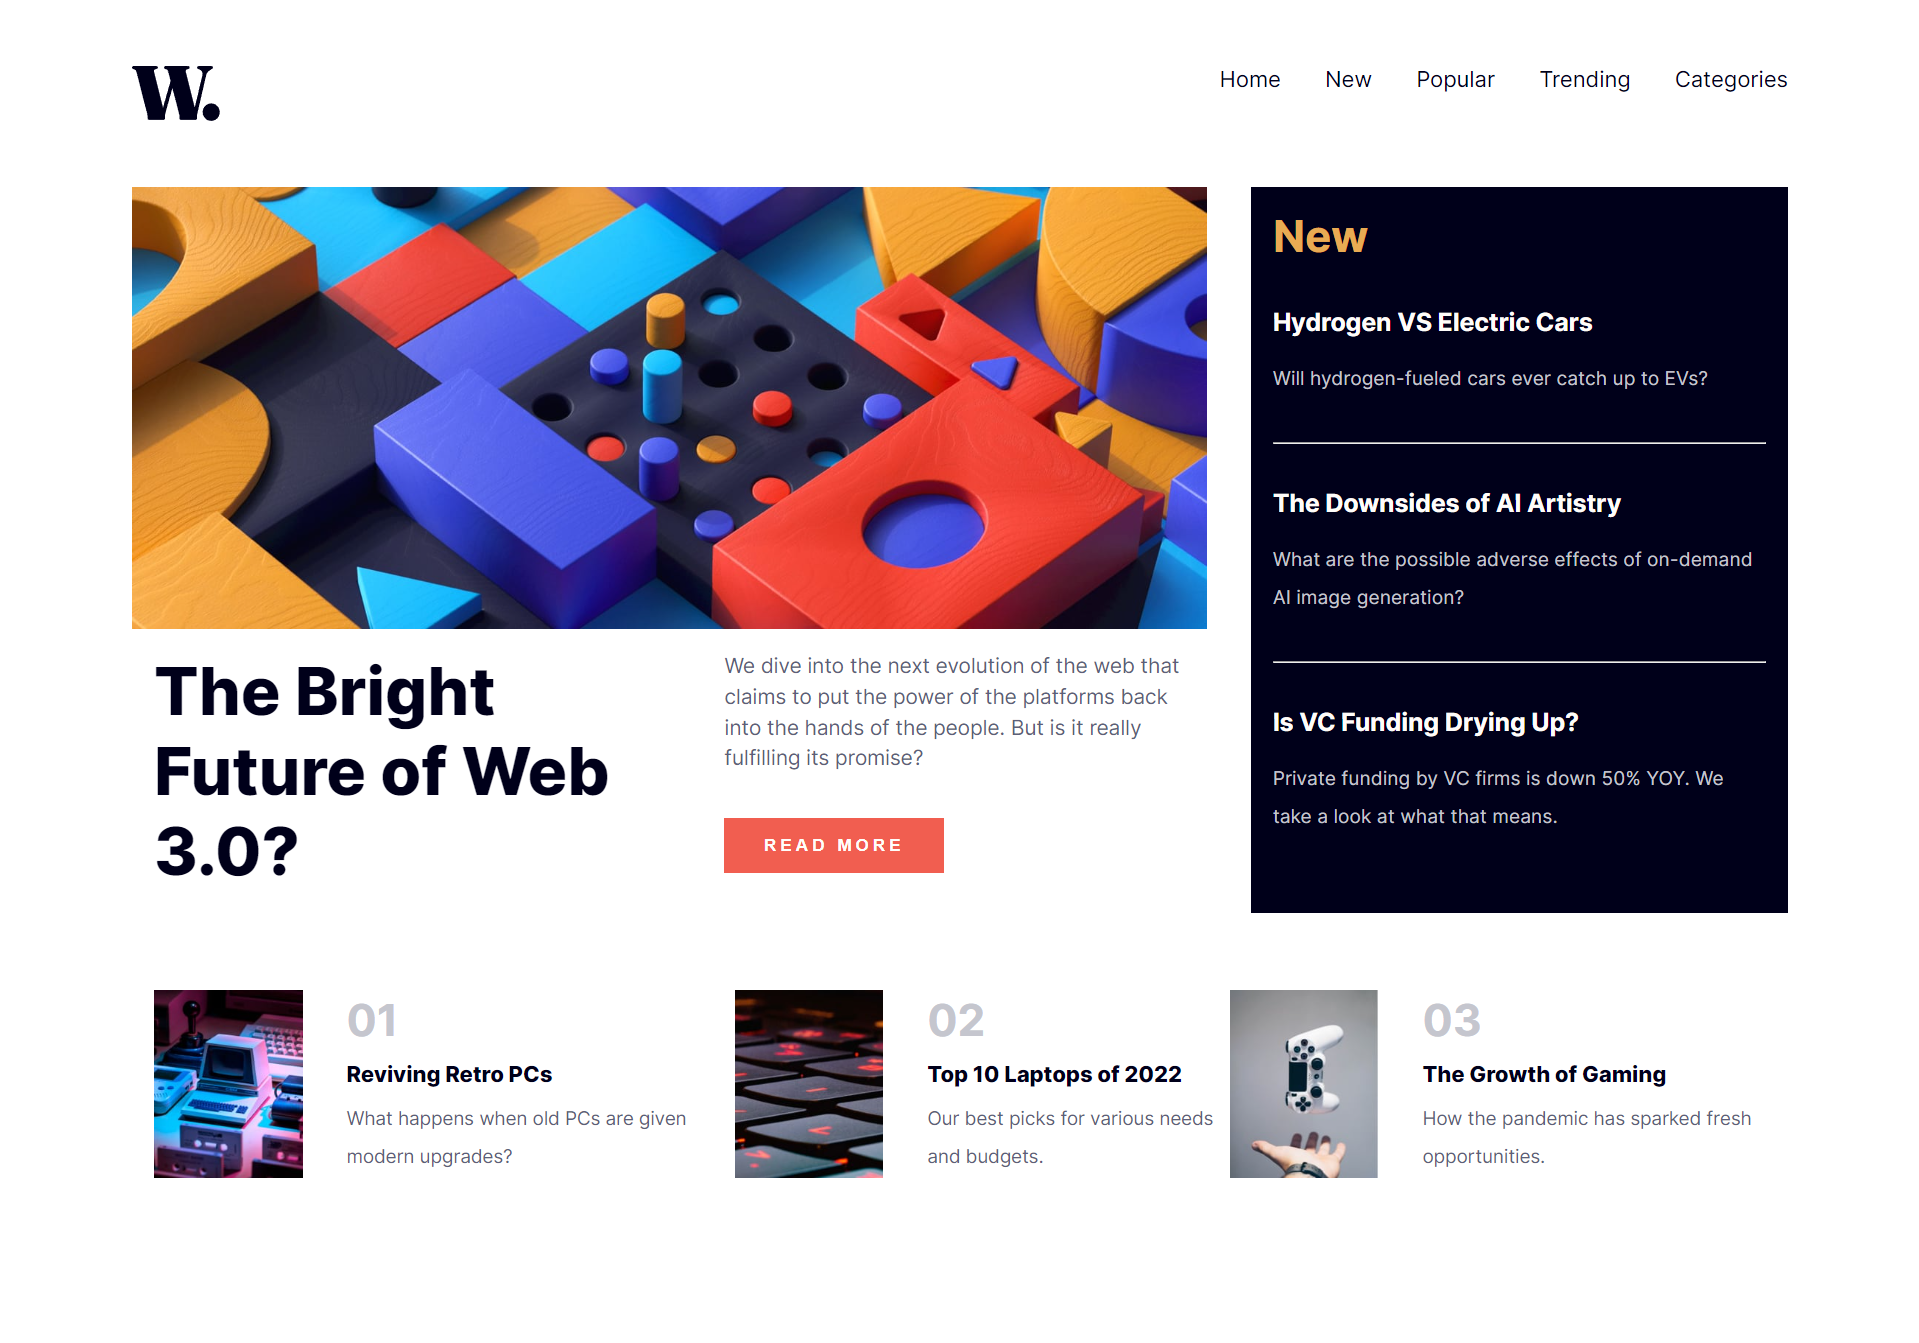 W.
Home New Popular Trending Categories
The Bright
Future of Web
3.0?
We dive into the next evolution of the web that
claims to put the power of the platforms back
into the hands of the people. But is it really
fulfilling its promise?
READ MORE
New
Hydrogen VS Electric Cars
Will hydrogen-fueled cars ever catch up to EVs?
The Downsides of AI Artistry
What are the possible adverse effects of on-demand
AI image generation?
Is VC Funding Drying Up?
Private funding by VC firms is down 50% YOY. We
take a look at what that means.
01
Reviving Retro PCs
What happens when old PCs are given
modern upgrades?
02
Top 10 Laptops of 2022
Our best picks for various needs
and budgets.
03
The Growth of Gaming
How the pandemic has sparked fresh
opportunities.